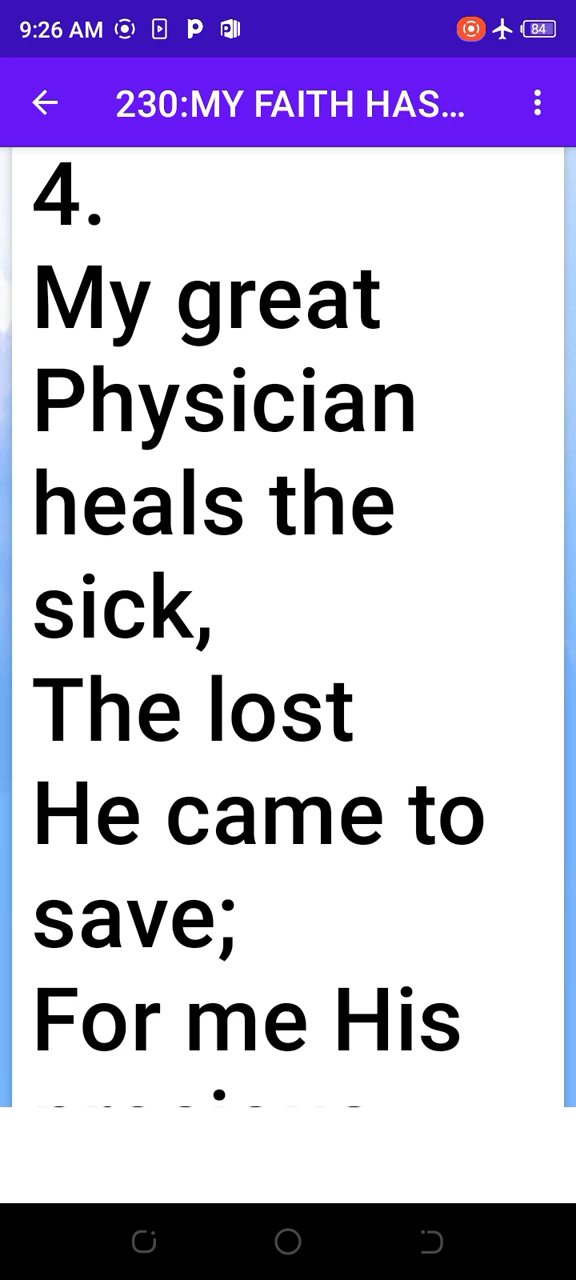 9:26 AM 84
230:MY FAITH HAS...
4.
My great
Physician
heals the
sick,
The lost
He came to
save;
For me His